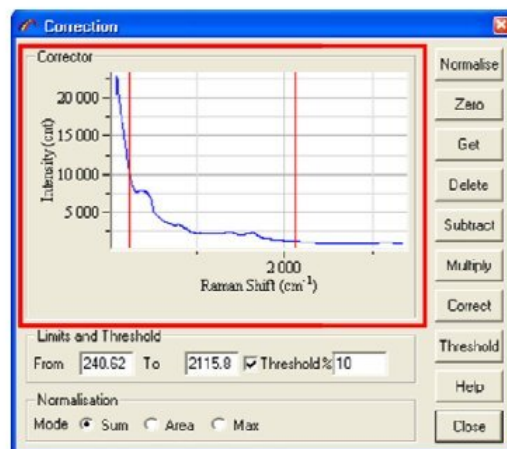 Correction
Corrector
Intensity (cnt)
20 000
15 000
10 000
5 000
2 000
Raman Shift (cm⁻¹)
Limits and Threshold
From 240.62 To 2115.8 Threshold% 10
Normalisation
Mode Sum Area Max
Normalise
Zero
Get
Delete
Subtract
Multiply
Correct
Threshold
Help
Close